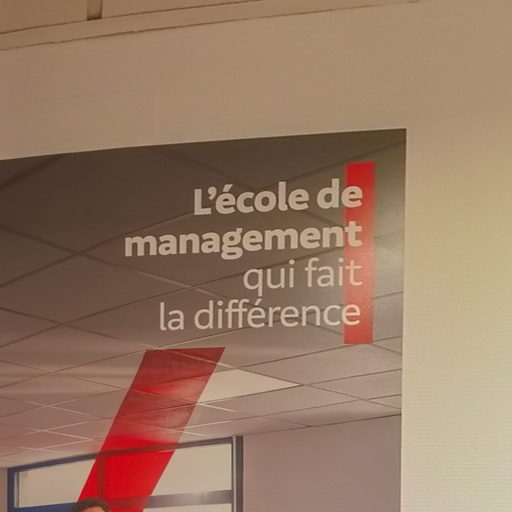 L’école de
management
qui fait
la différence